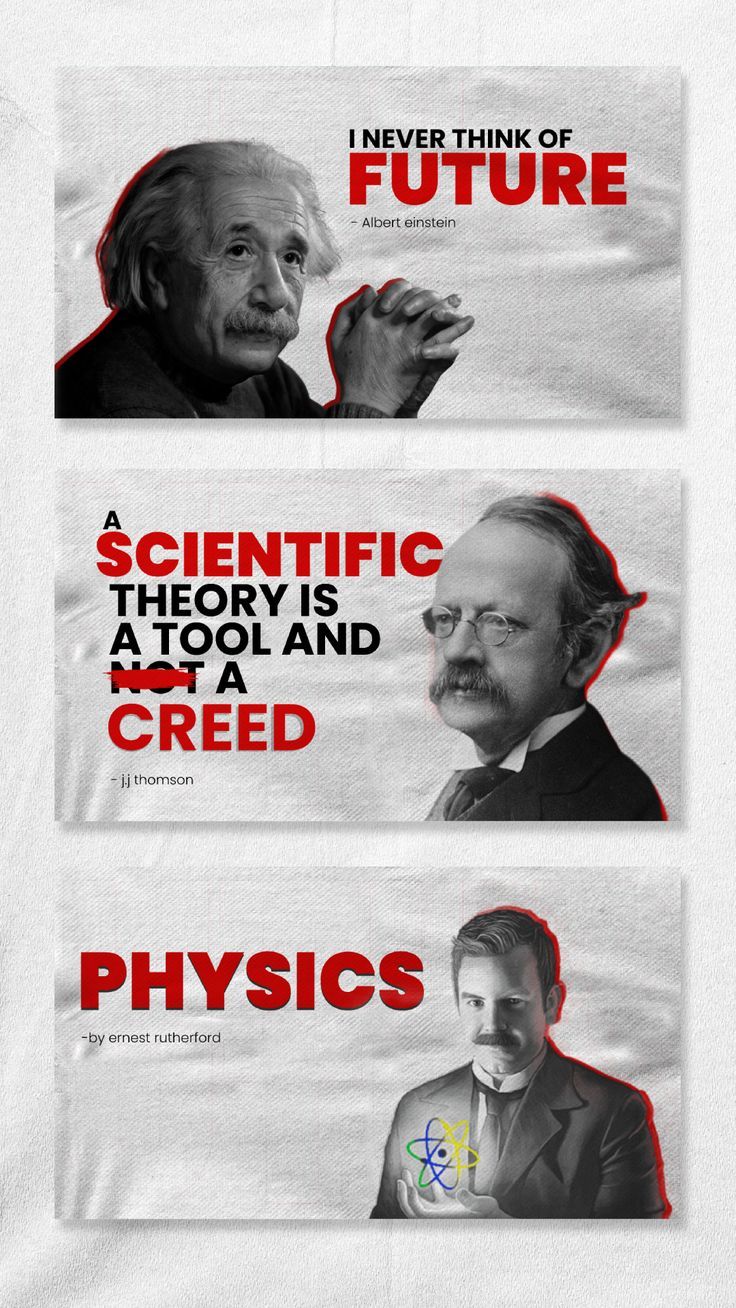 I NEVER THINK OF
FUTURE
- Albert einstein
A
SCIENTIFIC
THEORY IS
A TOOL AND
NOT A
CREED
- j.j thomson
PHYSICS
-by ernest rutherford